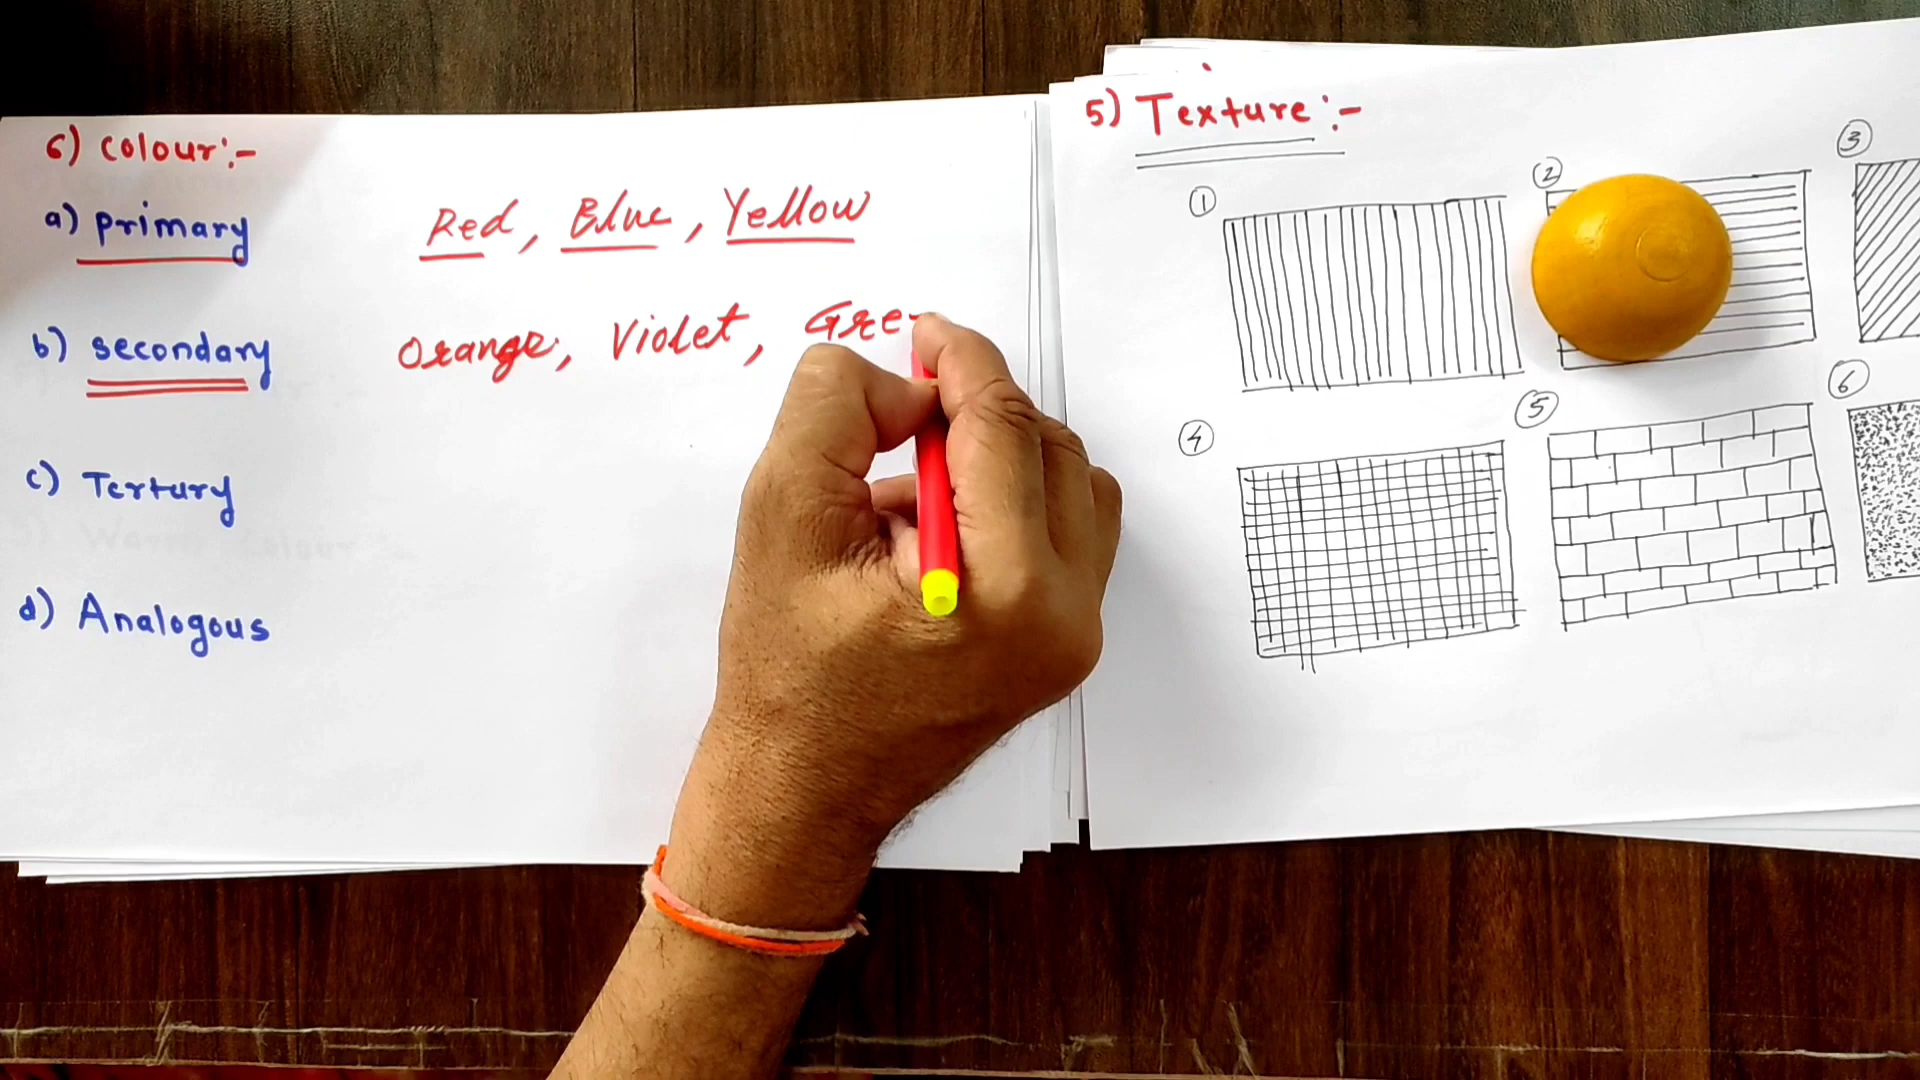 6) colour:-
a) primary Red, Blue, Yellow
b) secondary Orange, Violet, Gre
c) Tertury
d) Analogous
5) Texture:-
1 2 3
4 5 6